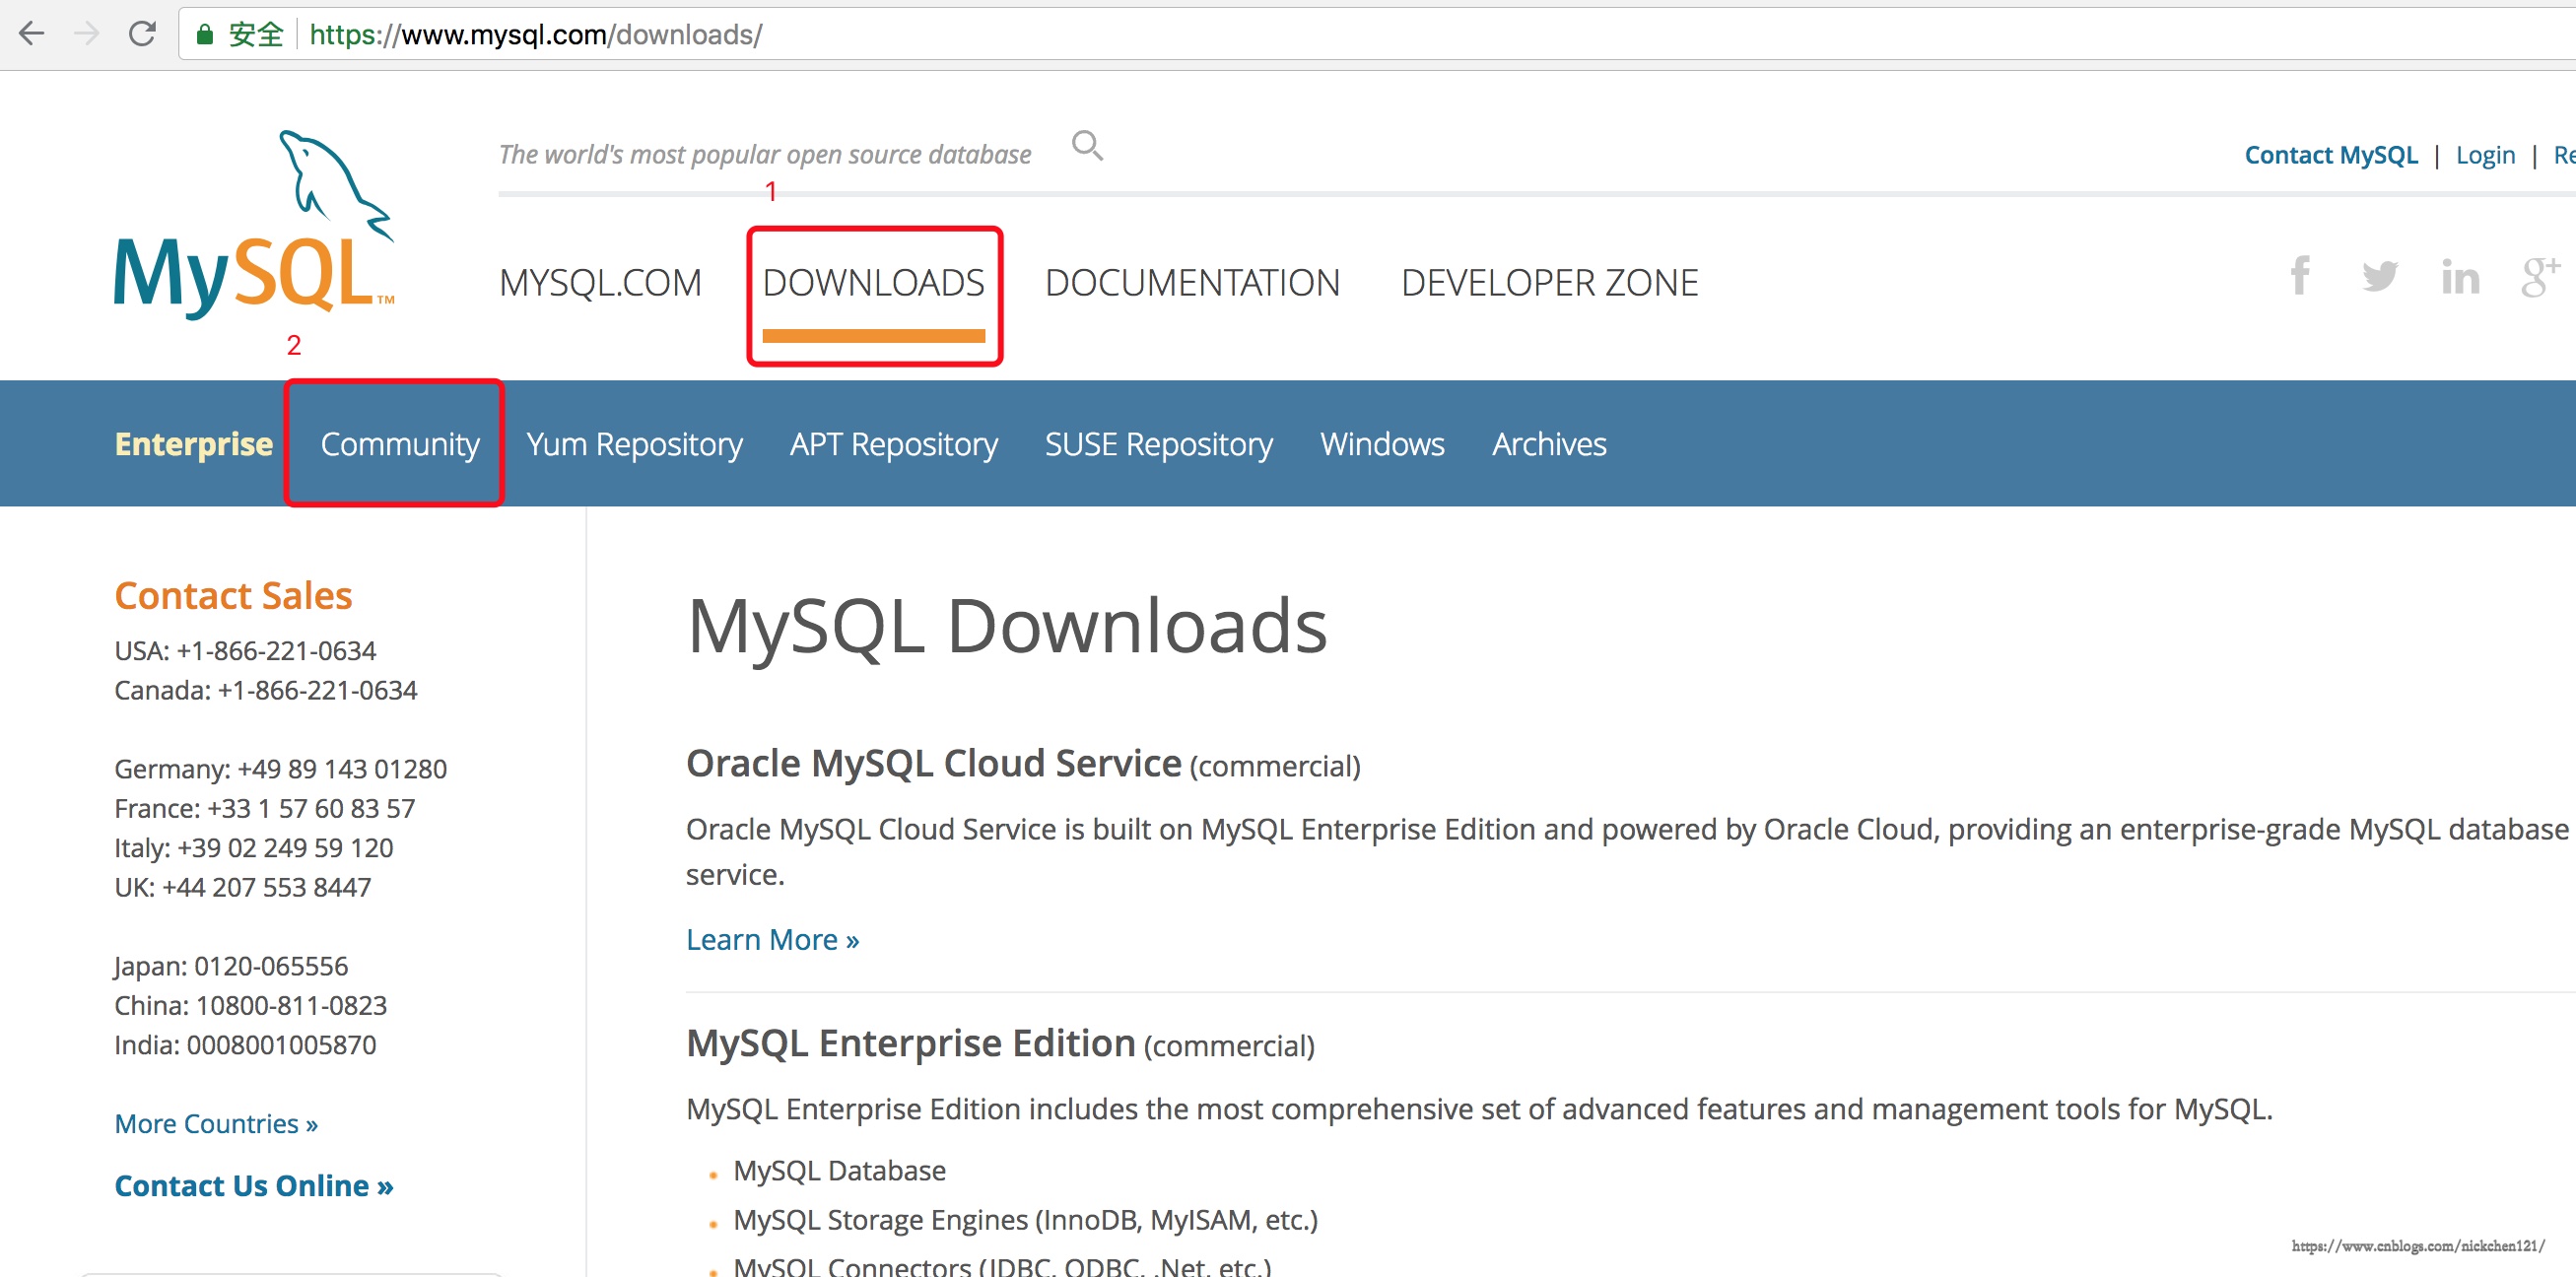 安全 https://www.mysql.com/downloads/
The world's most popular open source database
Contact MySQL | Login | Re
1
MySQL™
MYSQL.COM DOWNLOADS DOCUMENTATION DEVELOPER ZONE
f in g+
2
Enterprise Community Yum Repository APT Repository SUSE Repository Windows Archives
Contact Sales
USA: +1-866-221-0634
Canada: +1-866-221-0634
Germany: +49 89 143 01280
France: +33 1 57 60 83 57
Italy: +39 02 249 59 120
UK: +44 207 553 8447
Japan: 0120-065556
China: 10800-811-0823
India: 0008001005870
More Countries »
Contact Us Online »
MySQL Downloads
Oracle MySQL Cloud Service (commercial)
Oracle MySQL Cloud Service is built on MySQL Enterprise Edition and powered by Oracle Cloud, providing an enterprise-grade MySQL database
service.
Learn More »
MySQL Enterprise Edition (commercial)
MySQL Enterprise Edition includes the most comprehensive set of advanced features and management tools for MySQL.
MySQL Database
MySQL Storage Engines (InnoDB, MyISAM, etc.)
MySQL Connectors (JDBC, ODBC, .Net, etc.)
https://www.cnblogs.com/nickchen121/